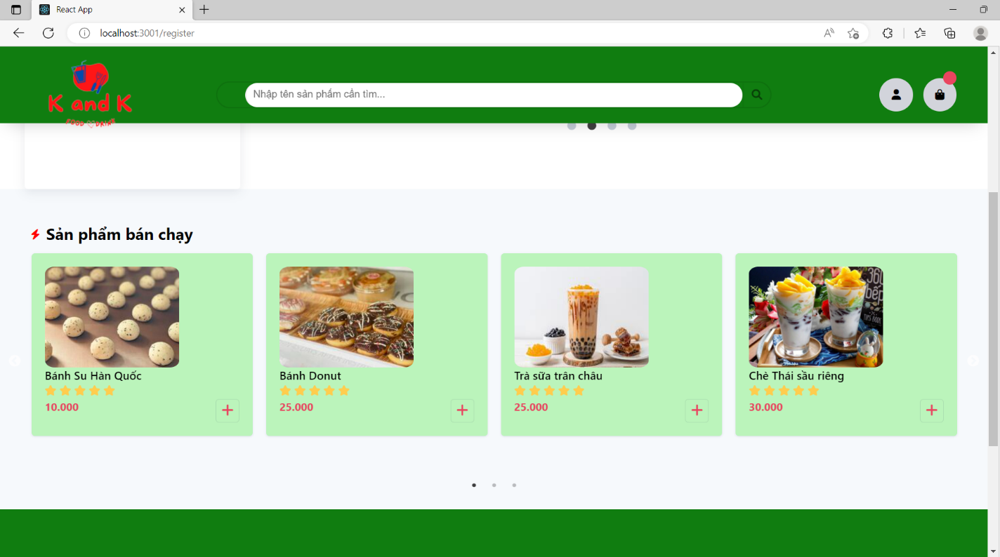 React App
localhost:3001/register
K and K
FOOD DRINK
Nhập tên sản phẩm cần tìm...
Sản phẩm bán chạy
Bánh Su Hàn Quốc
10.000
Bánh Donut
25.000
Trà sữa trân châu
25.000
360
bếp
Chè Thái sầu riêng
30.000